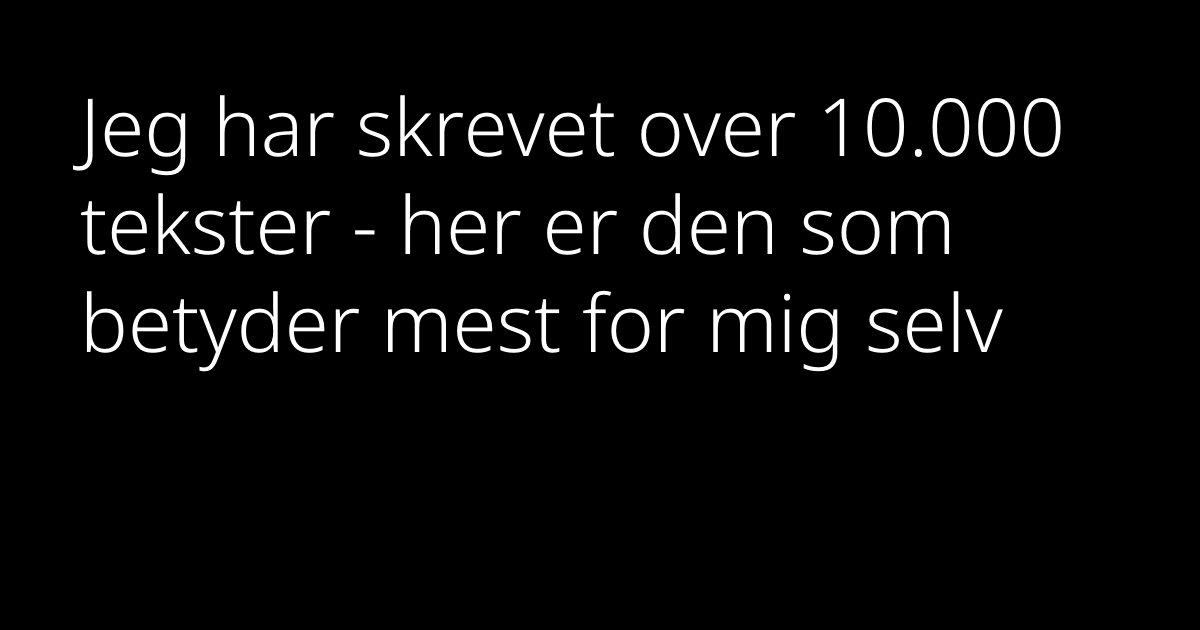 Jeg har skrevet over 10.000
tekster - her er den som
betyder mest for mig selv